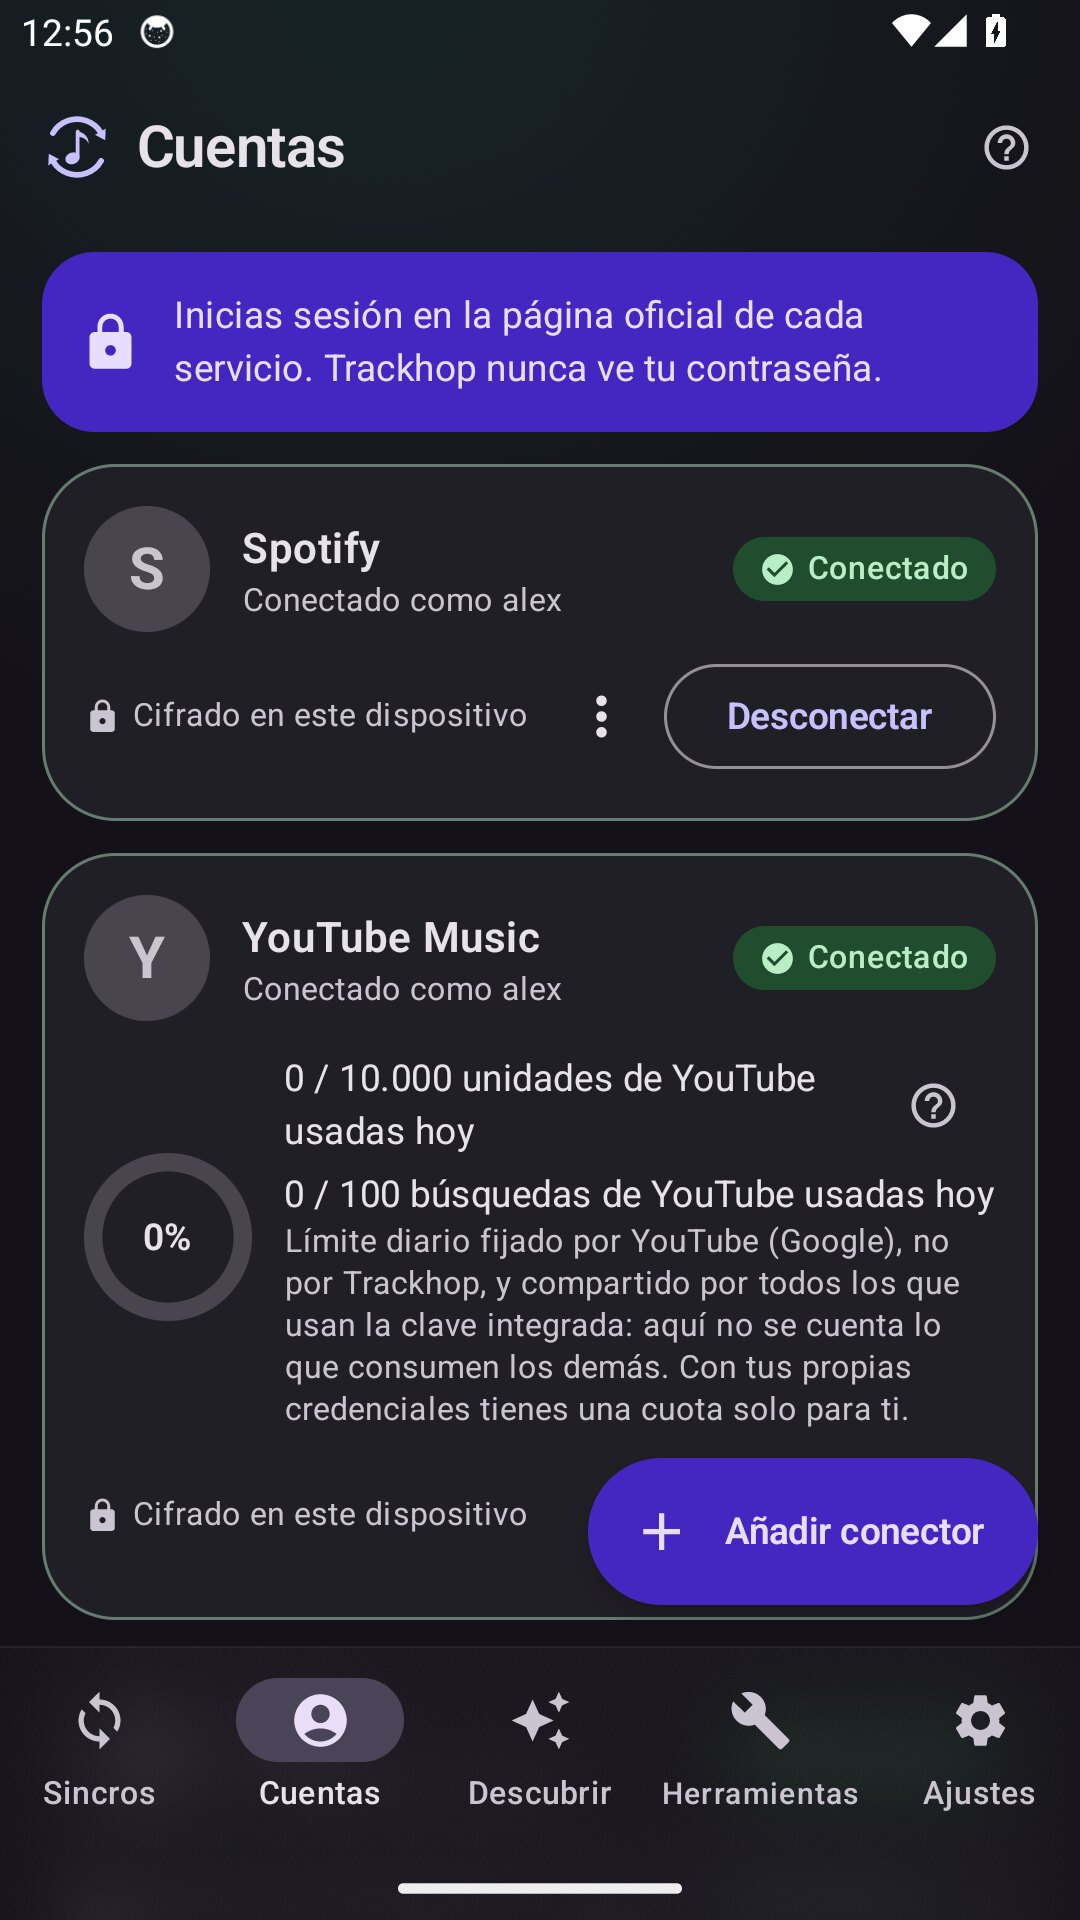 12:56
Cuentas
Inicias sesión en la página oficial de cada
servicio. Trackhop nunca ve tu contraseña.
S
Spotify
Conectado como alex
Conectado
Cifrado en este dispositivo
Desconectar
Y
YouTube Music
Conectado como alex
Conectado
0 / 10.000 unidades de YouTube
usadas hoy
0%
0 / 100 búsquedas de YouTube usadas hoy
Límite diario fijado por YouTube (Google), no
por Trackhop, y compartido por todos los que
usan la clave integrada: aquí no se cuenta lo
que consumen los demás. Con tus propias
credenciales tienes una cuota solo para ti.
Cifrado en este dispositivo
Añadir conector
Sincros
Cuentas
Descubrir
Herramientas
Ajustes